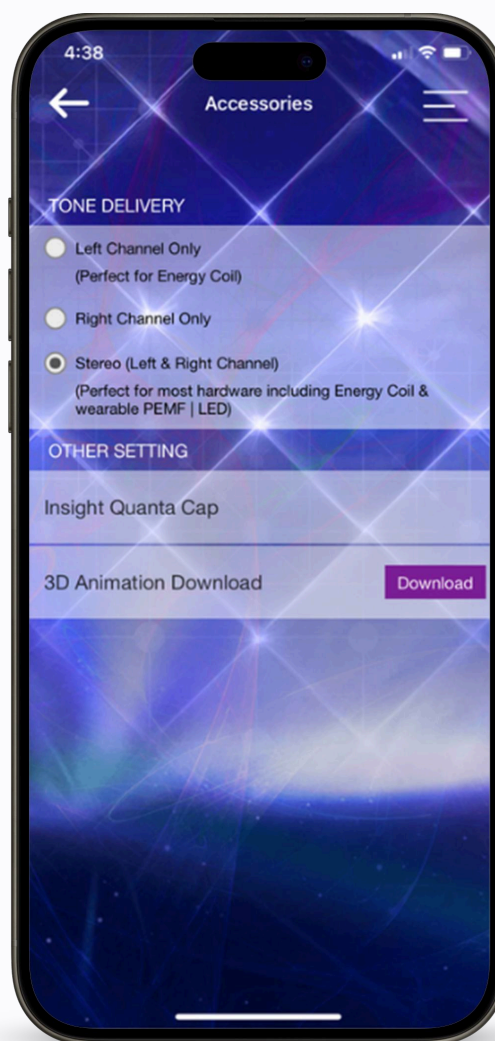 4:38
Accessories
TONE DELIVERY
Left Channel Only
(Perfect for Energy Coil)
Right Channel Only
Stereo (Left & Right Channel)
(Perfect for most hardware including Energy Coil &
wearable PEMF | LED)
OTHER SETTING
Insight Quanta Cap
3D Animation Download
Download